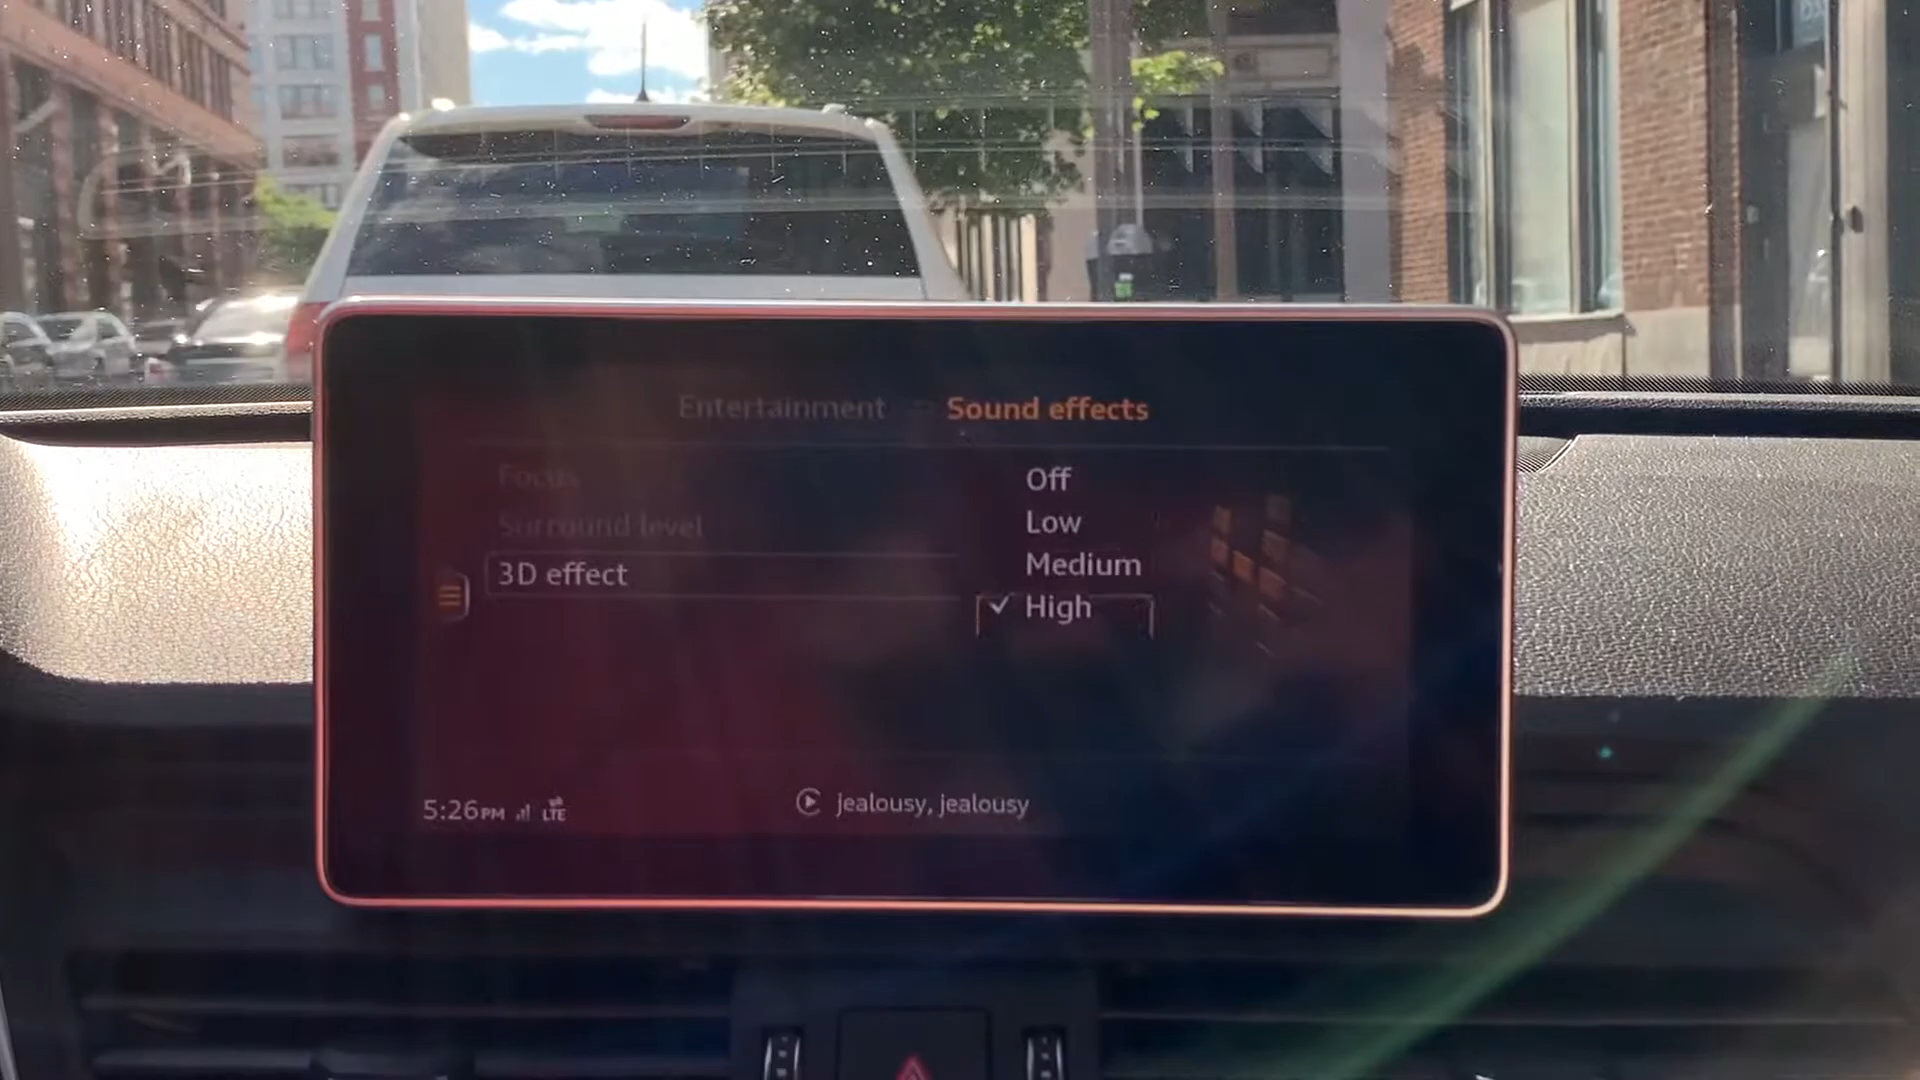 Entertainment Sound effects
Focus
Surround level
3D effect
Off
Low
Medium
High
5:26PM LTE
jealousy, jealousy